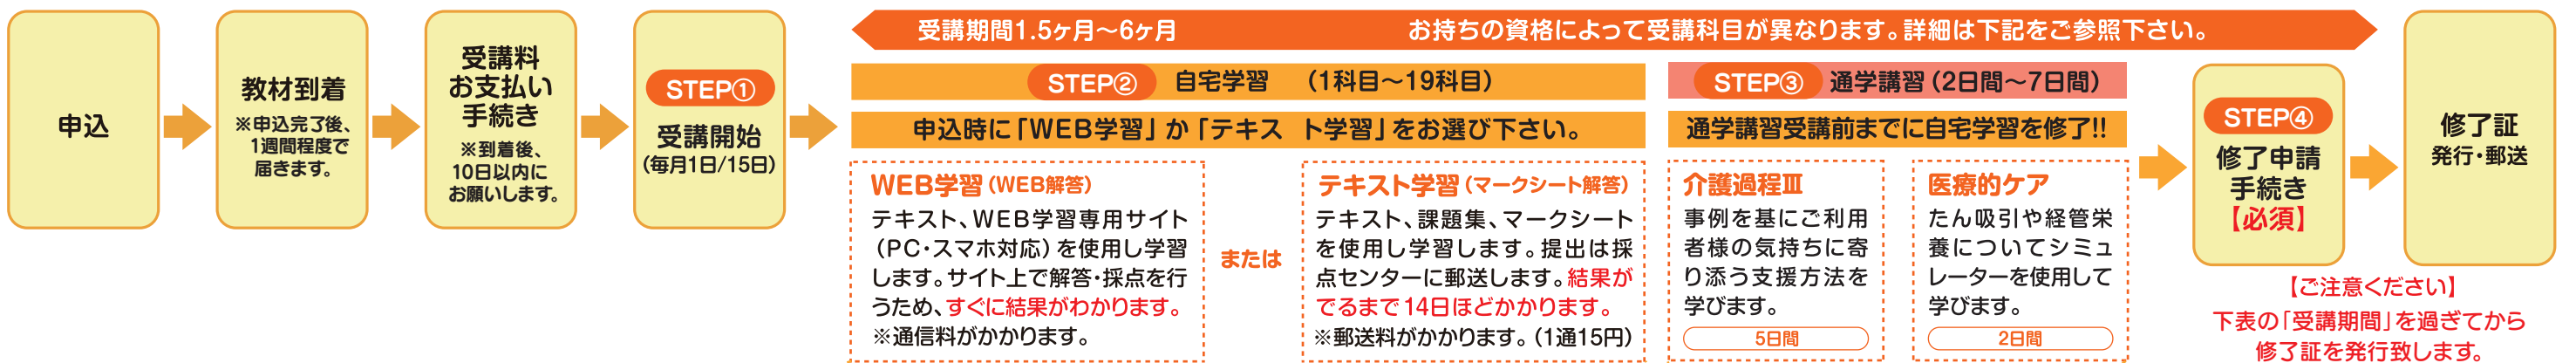 申込
教材到着
※申込完了後、
1週間程度で
届きます。
受講料
お支払い
手続き
※到着後、
10日以内に
お願いします。
STEP①
受講開始
(毎月1日/15日)
受講期間1.5ヶ月〜6ヶ月 お持ちの資格によって受講科目が異なります。詳細は下記をご参照下さい。
STEP② 自宅学習 (1科目〜19科目)
申込時に「WEB学習」か「テキス ト学習」をお選び下さい。
WEB学習(WEB解答)
テキスト、WEB学習専用サイト
(PC・スマホ対応)を使用し学習
します。サイト上で解答・採点を行
うため、すぐに結果がわかります。
※通信料がかかります。
または
テキスト学習(マークシート解答)
テキスト、課題集、マークシート
を使用し学習します。提出は採
点センターに郵送します。結果が
でるまで14日ほどかかります。
※郵送料がかかります。(1通15円)
STEP③ 通学講習(2日間〜7日間)
通学講習受講前までに自宅学習を修了!!
介護過程Ⅲ
事例を基にご利用
者様の気持ちに寄
り添う支援方法を
学びます。
5日間
医療的ケア
たん吸引や経管栄
養についてシミュ
レーターを使用して
学びます。
2日間
STEP④
修了申請
手続き
【必須】
修了証
発行・郵送
【ご注意ください】
下表の「受講期間」を過ぎてから
修了証を発行致します。